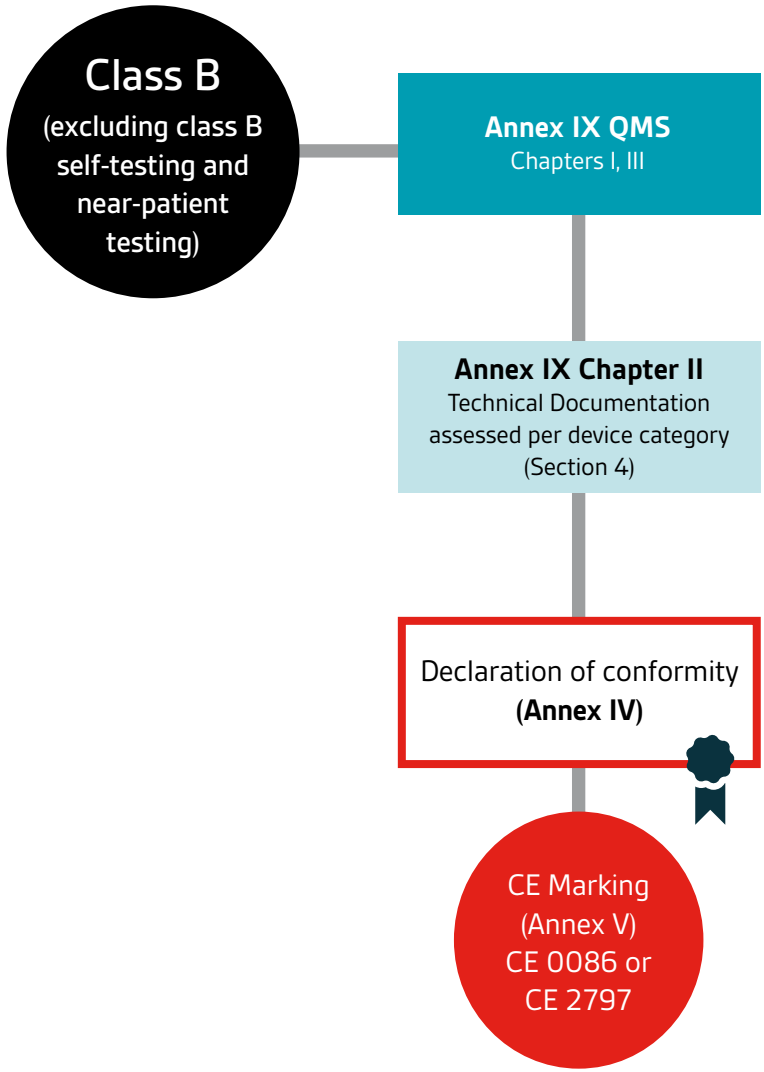 Class B
(excluding class B
self-testing and
near-patient
testing)
Annex IX QMS
Chapters I, III
Annex IX Chapter II
Technical Documentation
assessed per device category
(Section 4)
Declaration of conformity
(Annex IV)
CE Marking
(Annex V)
CE 0086 or
CE 2797